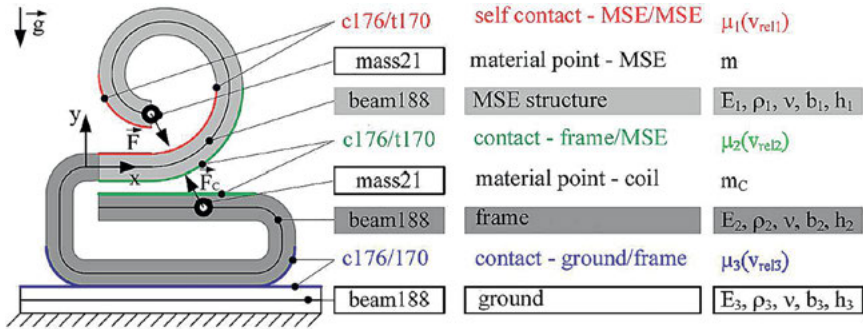 g
c176/t170 self contact - MSE/MSE μ1(vrel1)
mass21 material point - MSE m
beam188 MSE structure E1, ρ1, ν, b1, h1
F
y
c176/t170 contact - frame/MSE μ2(vrel2)
x
FC
mass21 material point - coil mC
beam188 frame E2, ρ2, ν, b2, h2
c176/170 contact - ground/frame μ3(vrel3)
beam188 ground E3, ρ3, ν, b3, h3